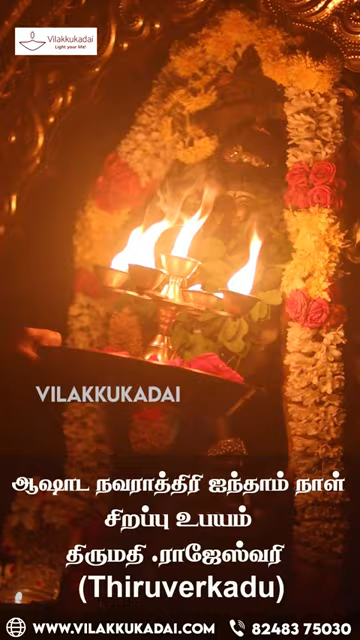 Vilakkukadai
Light your life!
VILAKKUKADAI
ஆஷாட நவராத்திரி ஐந்தாம் நாள்
சிறப்பு உபயம்
திருமதி .ராஜேஸ்வரி
(Thiruverkadu)
WWW.VILAKKUKADAI.COM 82483 75030